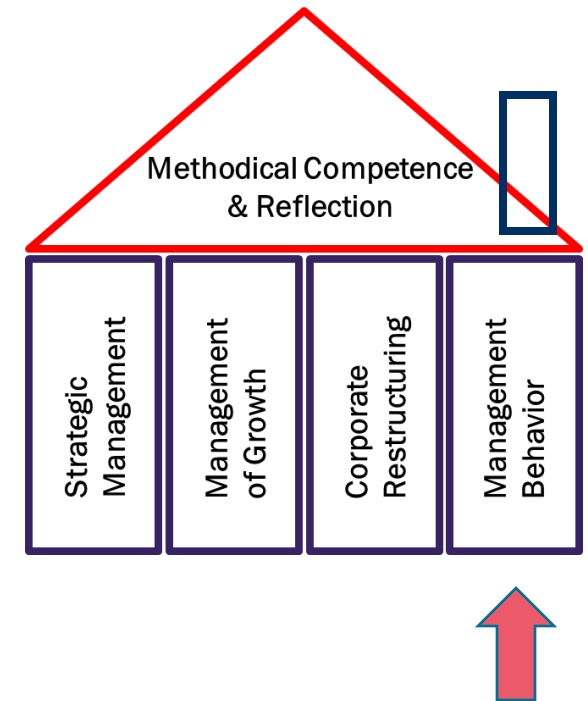 Methodical Competence
& Reflection
Strategic
Management
Management
of Growth
Corporate
Restructuring
Management
Behavior